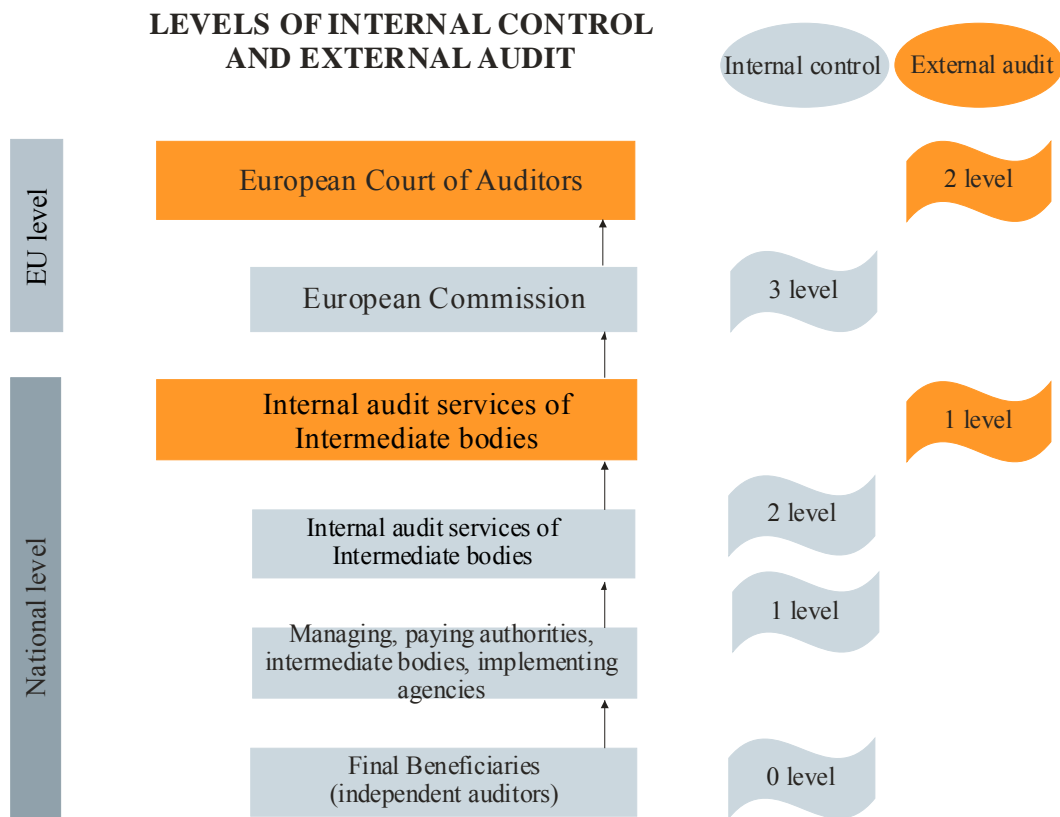 LEVELS OF INTERNAL CONTROL
AND EXTERNAL AUDIT
Internal control
External audit
EU level
European Court of Auditors
2 level
European Commission
3 level
National level
Internal audit services of
Intermediate bodies
1 level
Internal audit services of
Intermediate bodies
2 level
Managing, paying authorities,
intermediate bodies, implementing
agencies
1 level
Final Beneficiaries
(independent auditors)
0 level